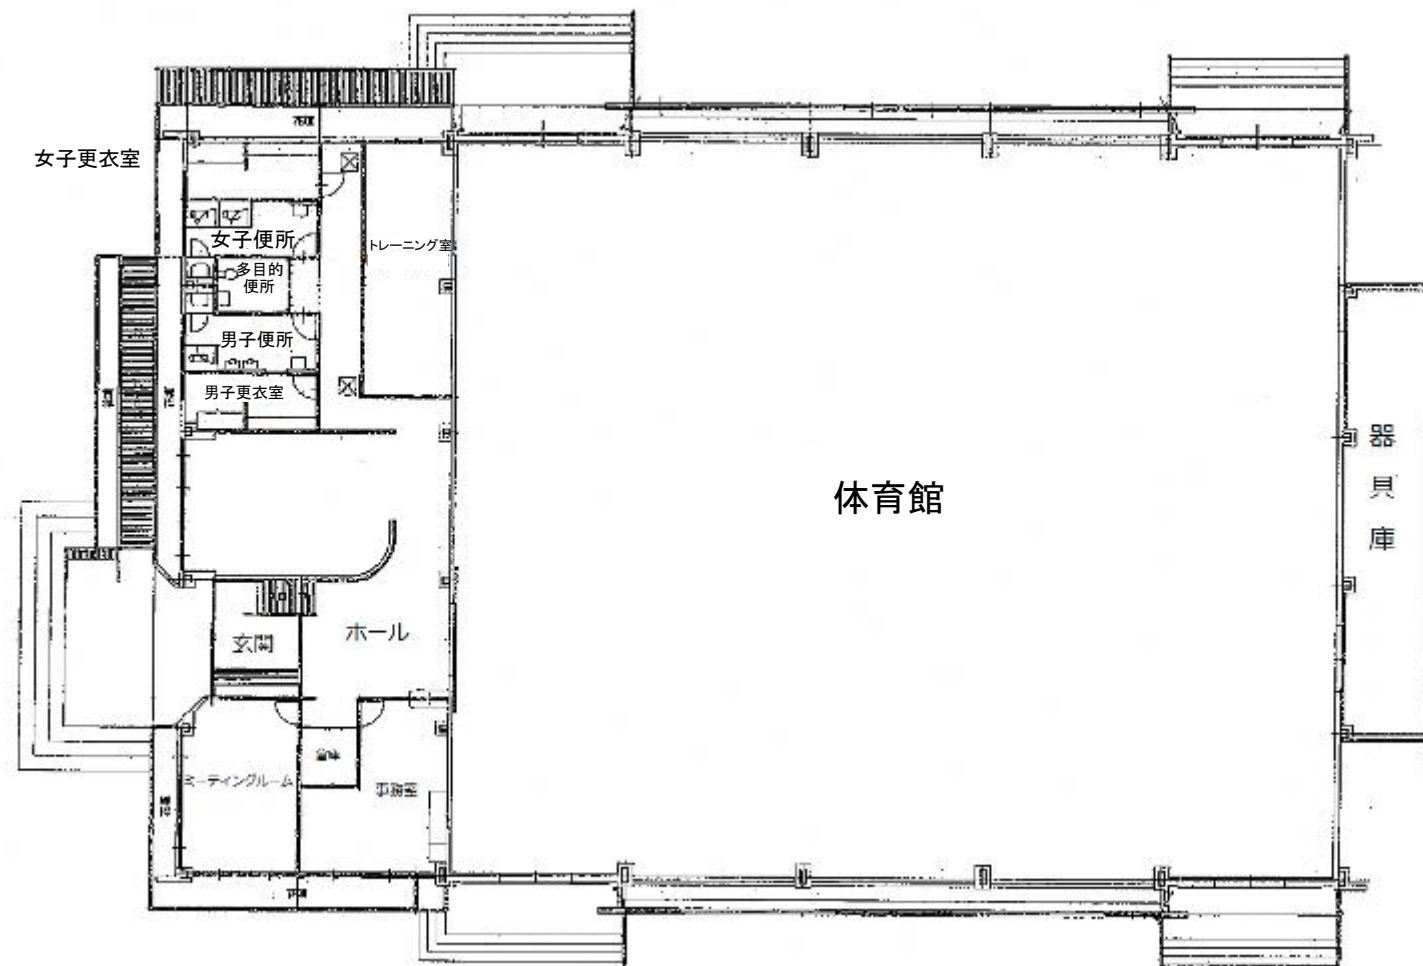 女子更衣室
女子便所
トレーニング室
多目的
便所
男子便所
男子更衣室
器具庫
体育館
玄関
ホール
ミーティングルーム
事務室